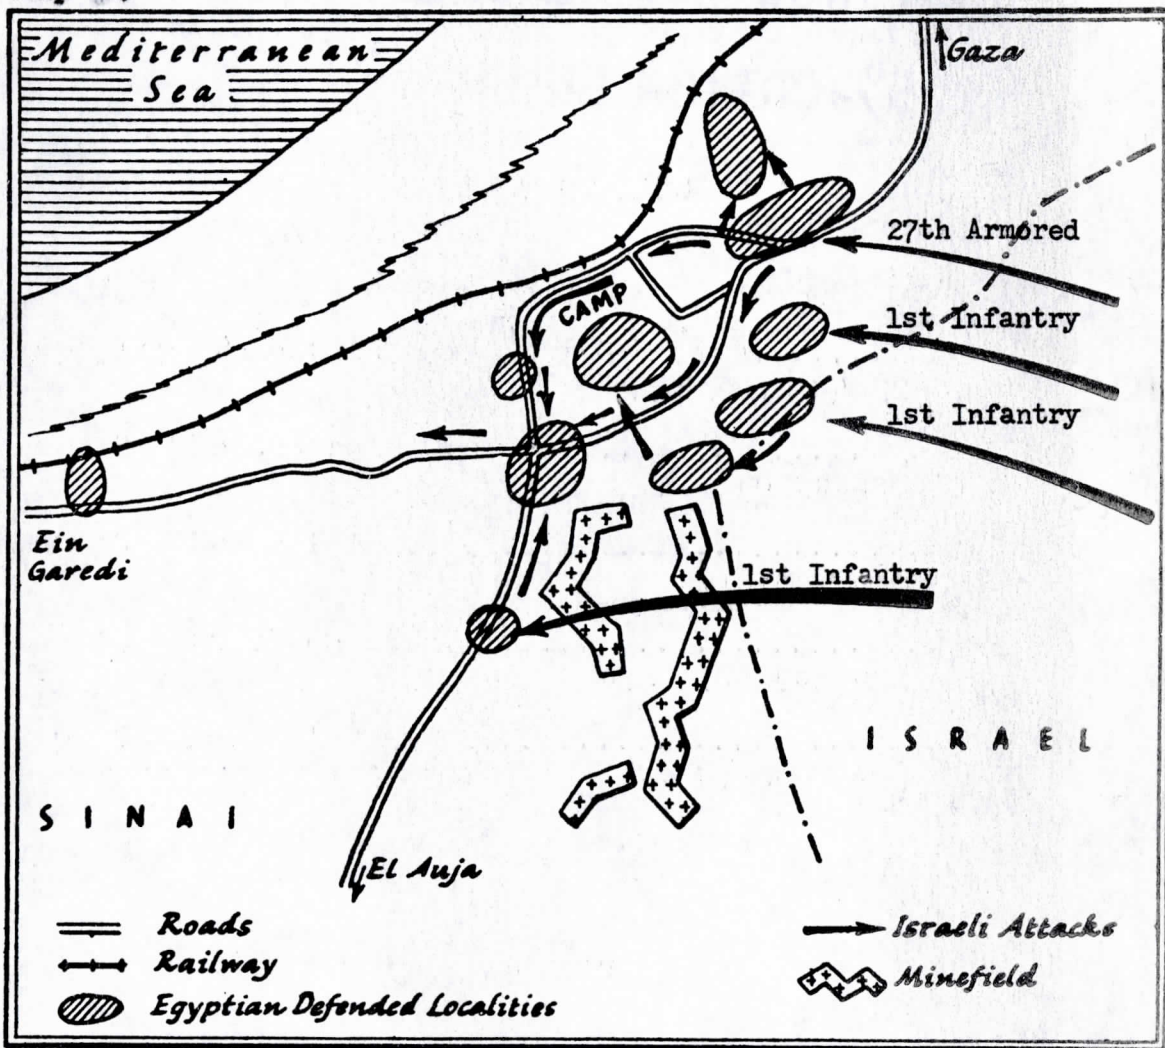 Mediterranean
Sea
Gaza
27th Armored
1st Infantry
CAMP
1st Infantry
Ein
Garedi
1st Infantry
ISRAEL
SINAI
El Auja
Roads
Railway
Egyptian Defended Localities
Israeli Attacks
Minefield